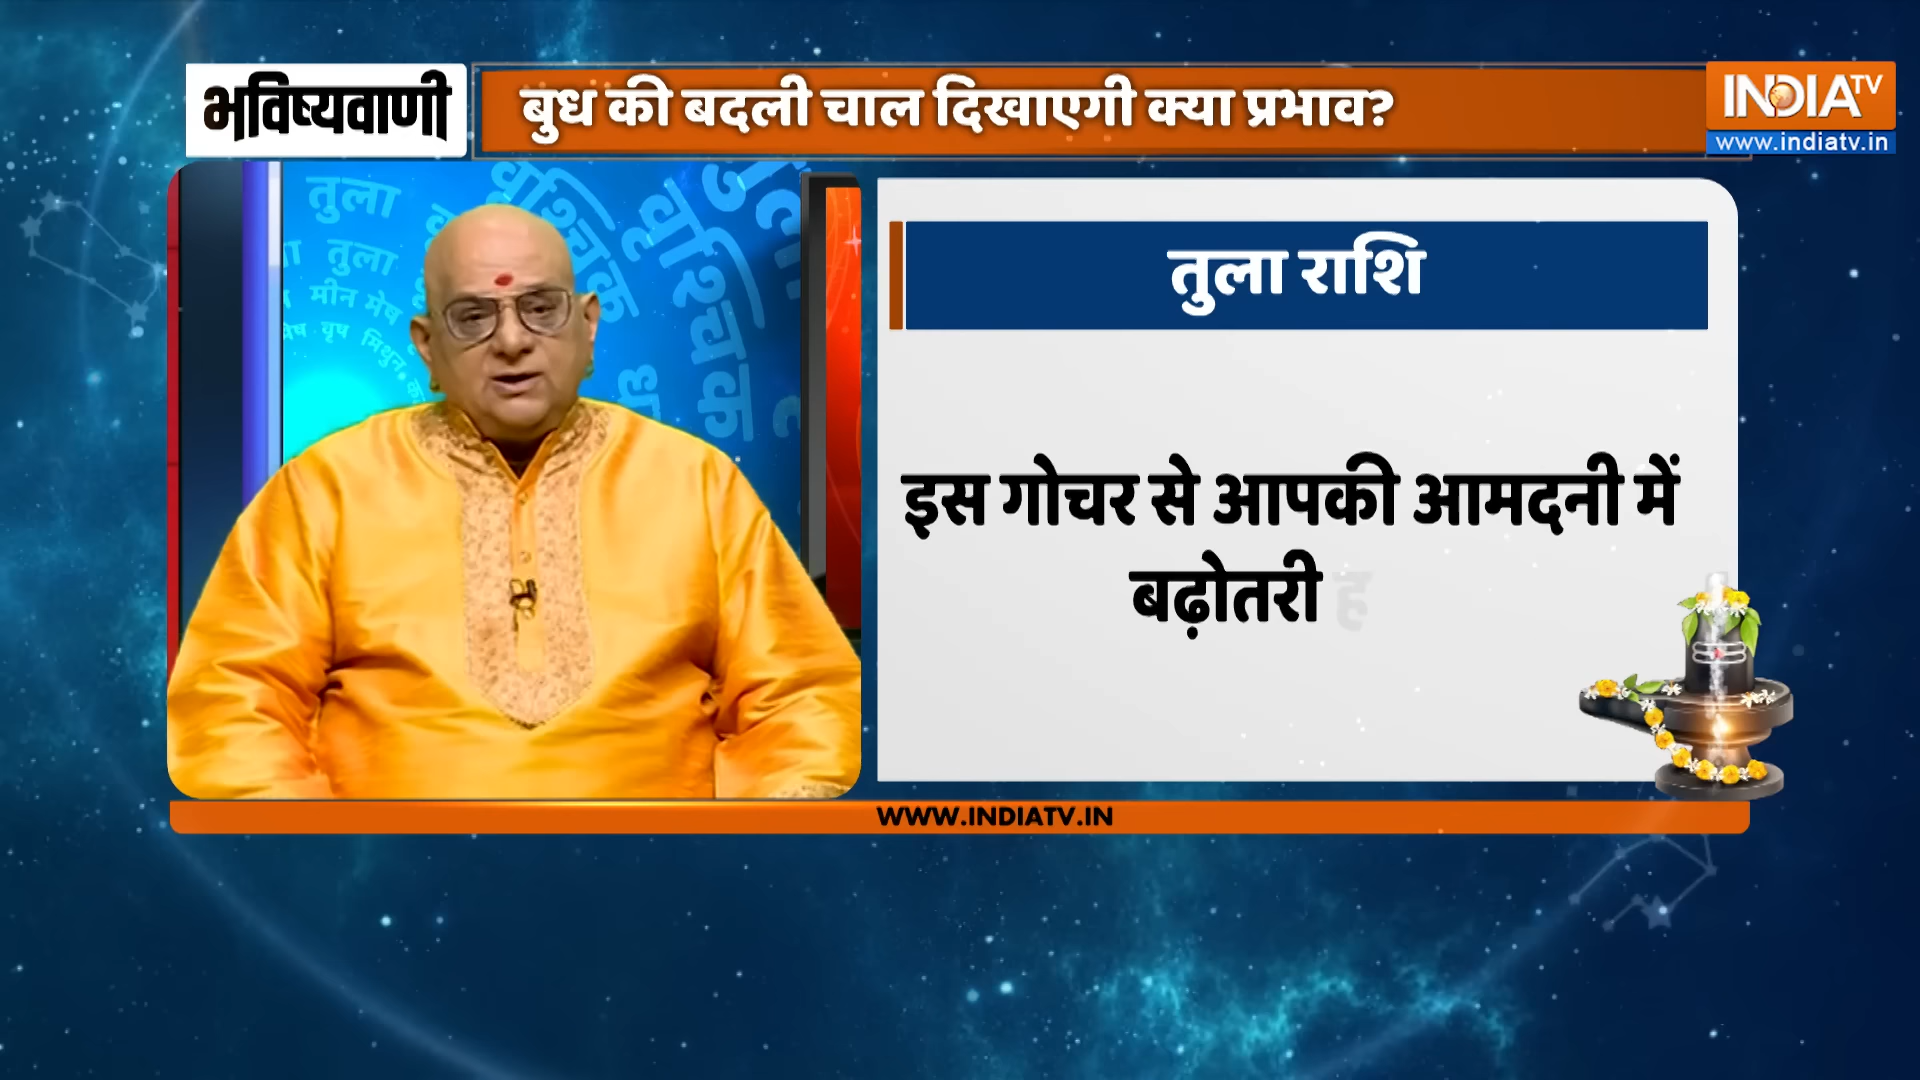 भविष्यवाणी
बुध की बदली चाल दिखाएगी क्या प्रभाव?
INDIA TV
www.indiatv.in
तुला
तुला
मीन मेष
वृष मिथुन
वृश्चिक
वृश्चिक
तुला राशि
इस गोचर से आपकी आमदनी में
बढ़ोतरी ह
WWW.INDIATV.IN